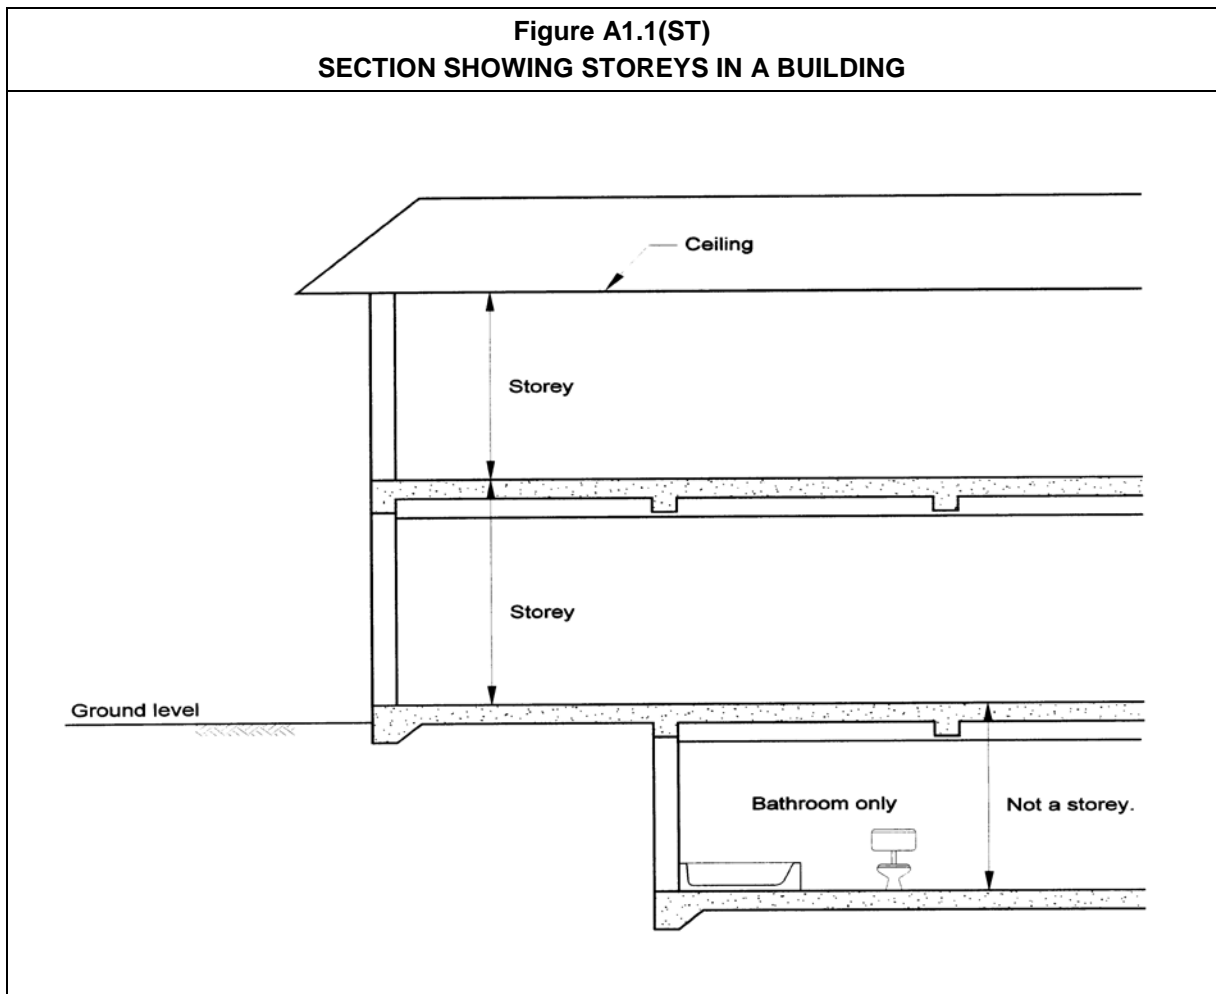 Figure A1.1(ST)
SECTION SHOWING STOREYS IN A BUILDING
Ceiling
Storey
Storey
Ground level
Bathroom only
Not a storey.